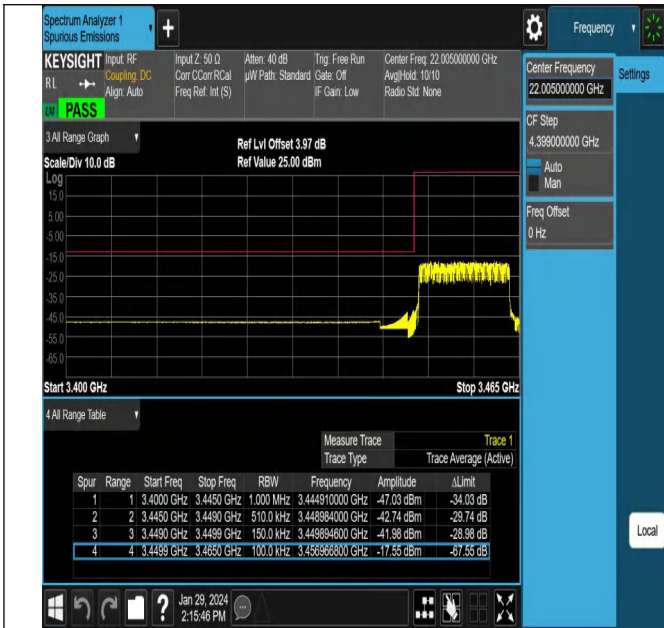 Spectrum Analyzer 1
Spurious Emissions
Frequency
KEYSIGHT
RL
PASS
Input: RF
Coupling: DC
Align: Auto
Input Z: 50 Ω
Corr CCorr RCal
Freq Ref: Int (S)
Atten: 40 dB
µW Path: Standard
Trig: Free Run
Gate: Off
IF Gain: Low
Center Freq: 22.005000000 GHz
Avg|Hold: 10/10
Radio Std: None
Center Frequency
22.005000000 GHz
Settings
CF Step
4.399000000 GHz
Auto
Man
Freq Offset
0 Hz
Local
3 All Range Graph
Scale/Div 10.0 dB
Ref Lvl Offset 3.97 dB
Ref Value 25.00 dBm
Log
15.0
5.00
-5.00
-15.0
-25.0
-35.0
-45.0
-55.0
-65.0
Start 3.400 GHz Stop 3.465 GHz
4 All Range Table
Measure Trace Trace 1
Trace Type Trace Average (Active)
Spur Range Start Freq Stop Freq RBW Frequency Amplitude ΔLimit
1 1 3.4000 GHz 3.4450 GHz 1.000 MHz 3.444910000 GHz -47.03 dBm -34.03 dB
2 2 3.4450 GHz 3.4490 GHz 510.0 kHz 3.448984000 GHz -42.74 dBm -29.74 dB
3 3 3.4490 GHz 3.4499 GHz 150.0 kHz 3.449894600 GHz -41.98 dBm -28.98 dB
4 4 3.4499 GHz 3.4650 GHz 100.0 kHz 3.456966800 GHz -17.55 dBm -67.55 dB
Jan 29, 2024
2:15:46 PM